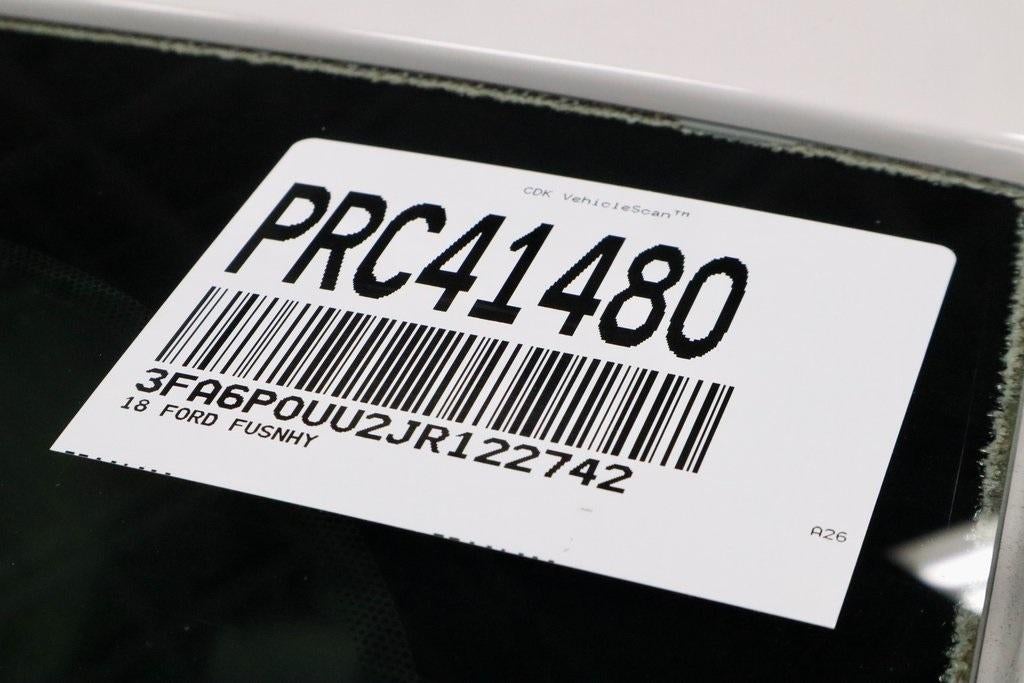 CDK VehicleScan™
PRC41480
3FA6P0UU2JR122742
18 FORD FUSNHY
A26